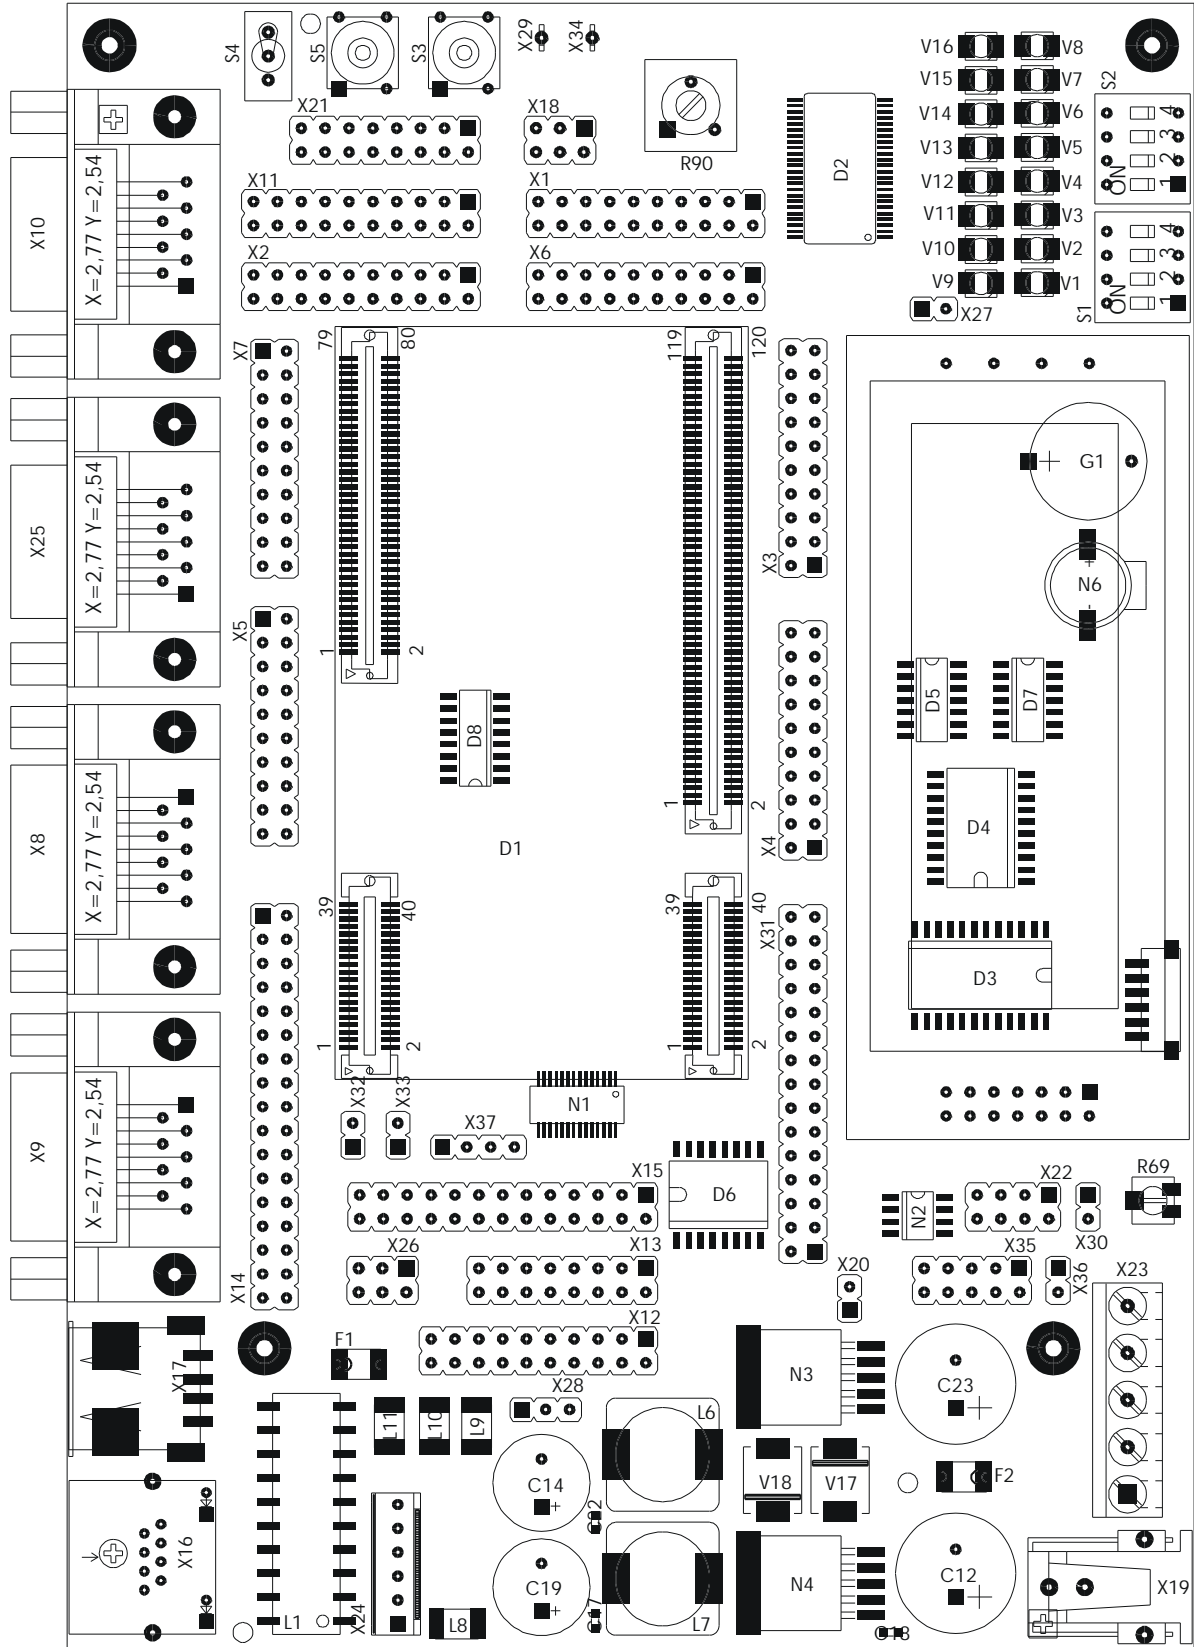 S4
S5
S3
X29
X34
V16
V8
V15
V7
S2
X21
X18
R90
D2
V14
V6
V13
V5
V12
V4
V11
V3
V10
V2
V9
V1
ON
1 2 3 4
S1
ON
1 2 3 4
X27
X10
X=2,77 Y=2,54
X11
X1
X2
X6
X7
79
80
119
120
X3
G1
N6
X25
X=2,77 Y=2,54
X5
1
2
D8
D5
D7
D4
1
2
X4
D1
X8
X=2,77 Y=2,54
39
40
39
40
X31
D3
1
2
1
2
X32
X33
N1
X37
X9
X=2,77 Y=2,54
X15
D6
N2
X22
R69
X30
X14
X26
X13
X20
X35
X36
X23
X12
F1
X17
X28
L11
L10
L9
L6
N3
C23
C14
V18
V17
F2
X16
L1
X24
L8
C19
C17
L7
N4
C12
C18
X19